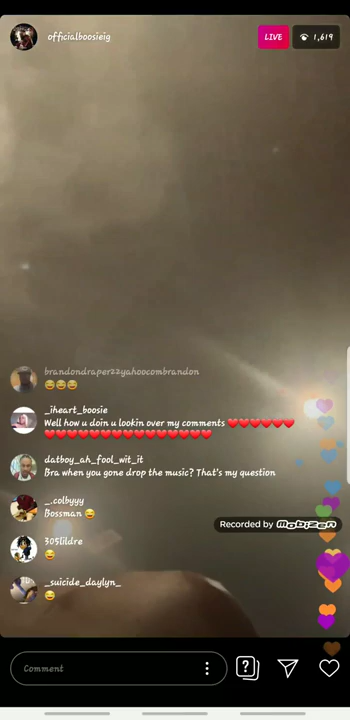 officialboosieig
LIVE
1,619
brandondraper22yahoocombrandon
😂😂😂
_iheart_boosie
Well how u doin u lookin over my comments ❤️❤️❤️❤️❤️❤️
❤️❤️❤️❤️❤️❤️❤️❤️❤️❤️❤️❤️❤️❤️❤️
datboy_ah_fool_wit_it
Bra when you gone drop the music? That's my question
_.colbyyy
Bossman 😂
Recorded by Mobizen
305lildre
😂
_suicide_daylyn_
😂
Comment